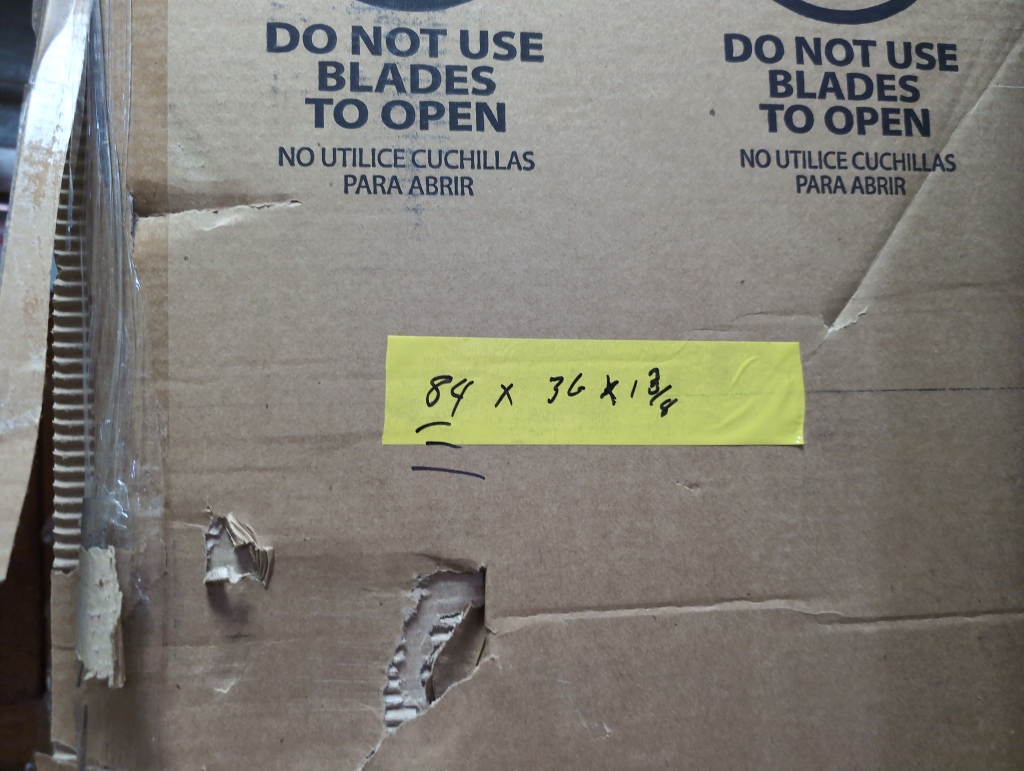 DO NOT USE
BLADES
TO OPEN
NO UTILICE CUCHILLAS
PARA ABRIR
DO NOT USE
BLADES
TO OPEN
NO UTILICE CUCHILLAS
PARA ABRIR
84 x 36 x 1 3/4